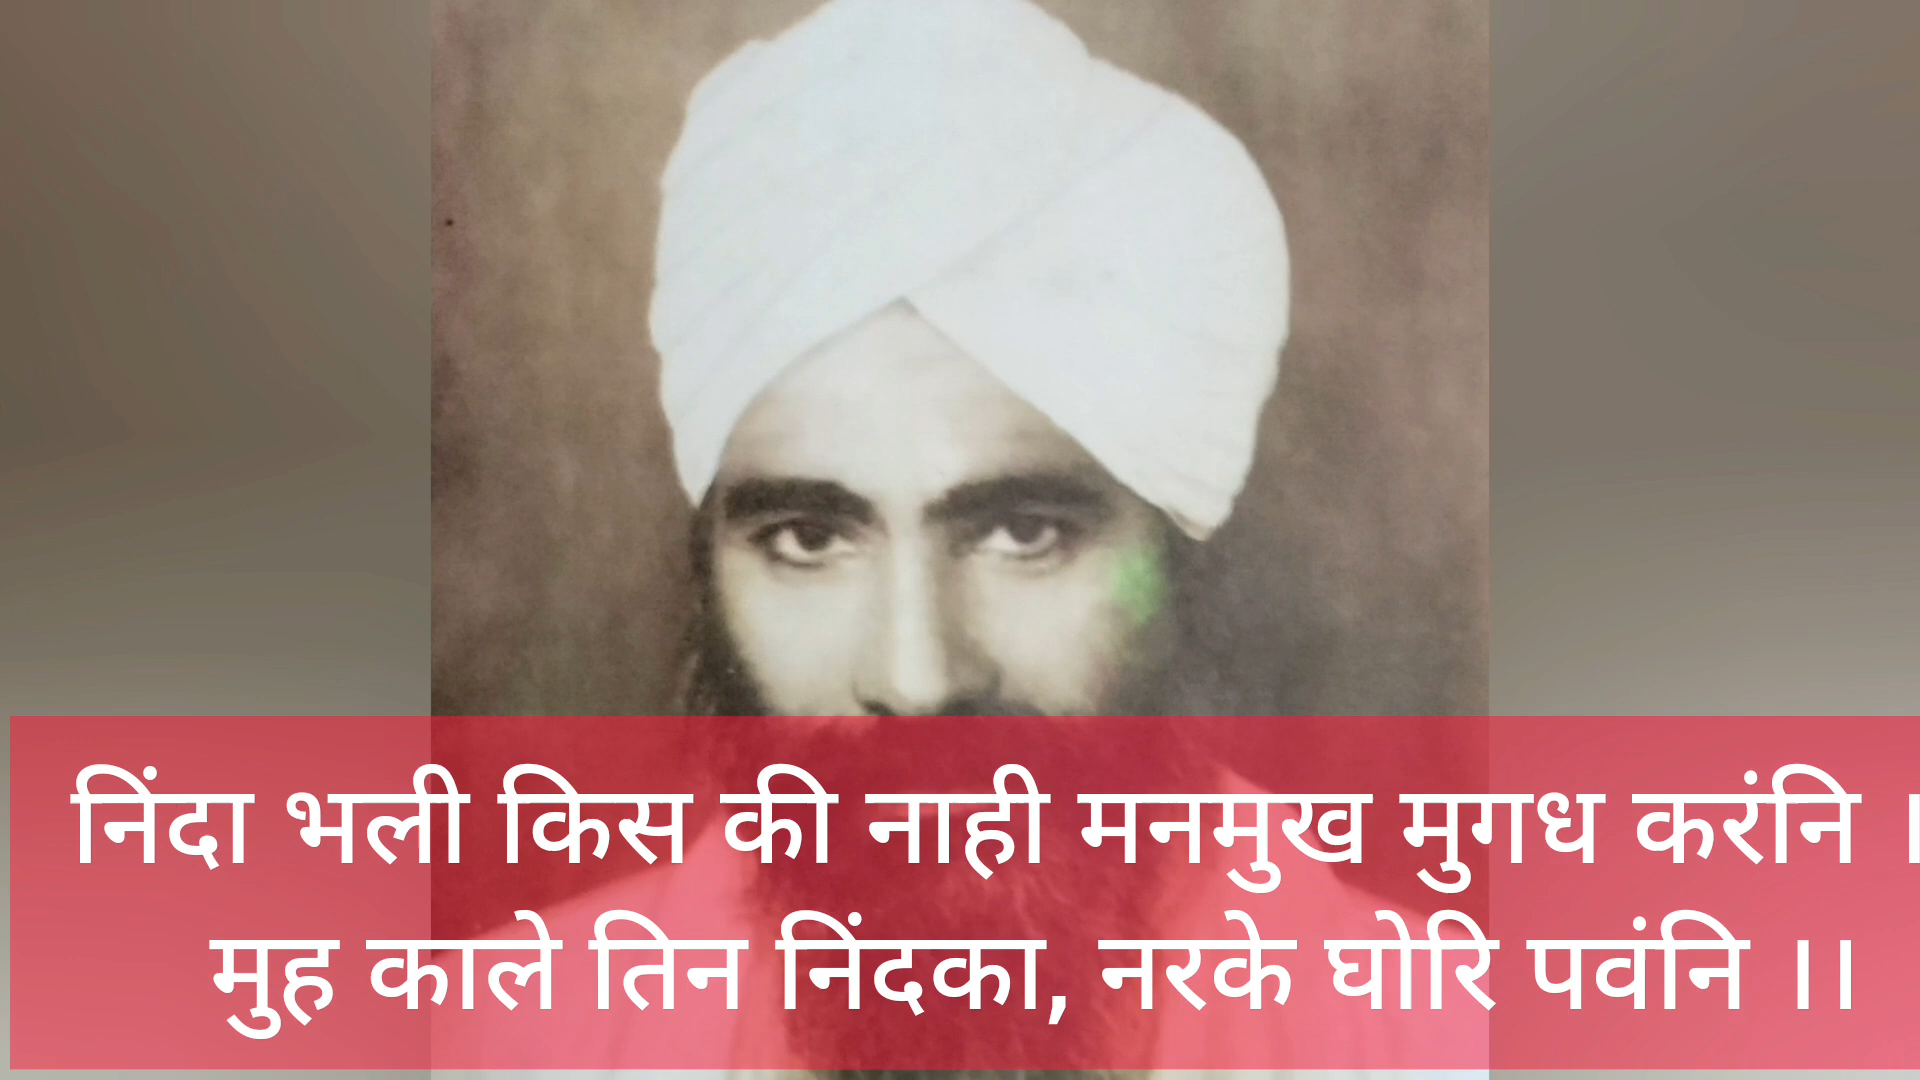 निंदा भली किस की नाही मनमुख मुगध करंनि ।
मुह काले तिन निंदका, नरके घोरि पवंनि ।।